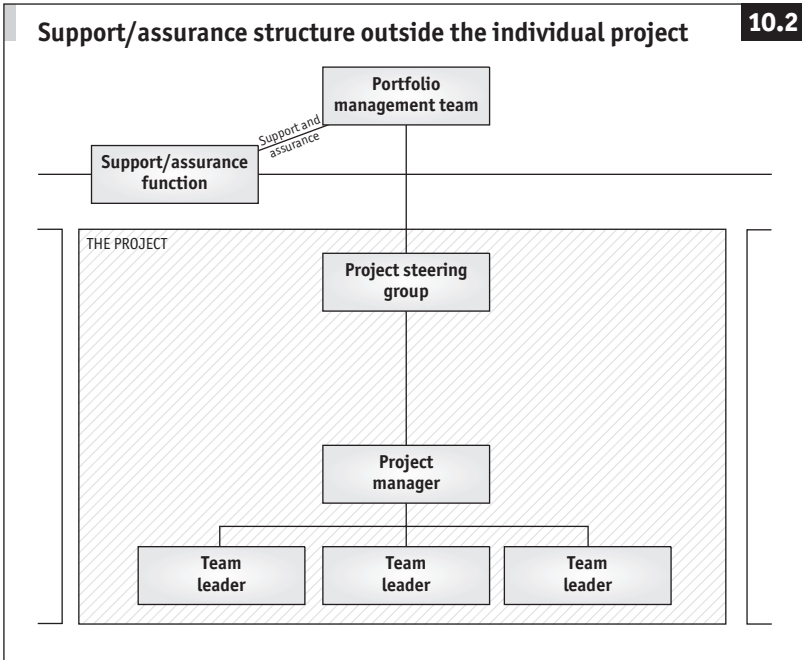 Support/assurance structure outside the individual project
10.2
Portfolio
management team
Support and
assurance
Support/assurance
function
THE PROJECT
Project steering
group
Project
manager
Team
leader
Team
leader
Team
leader